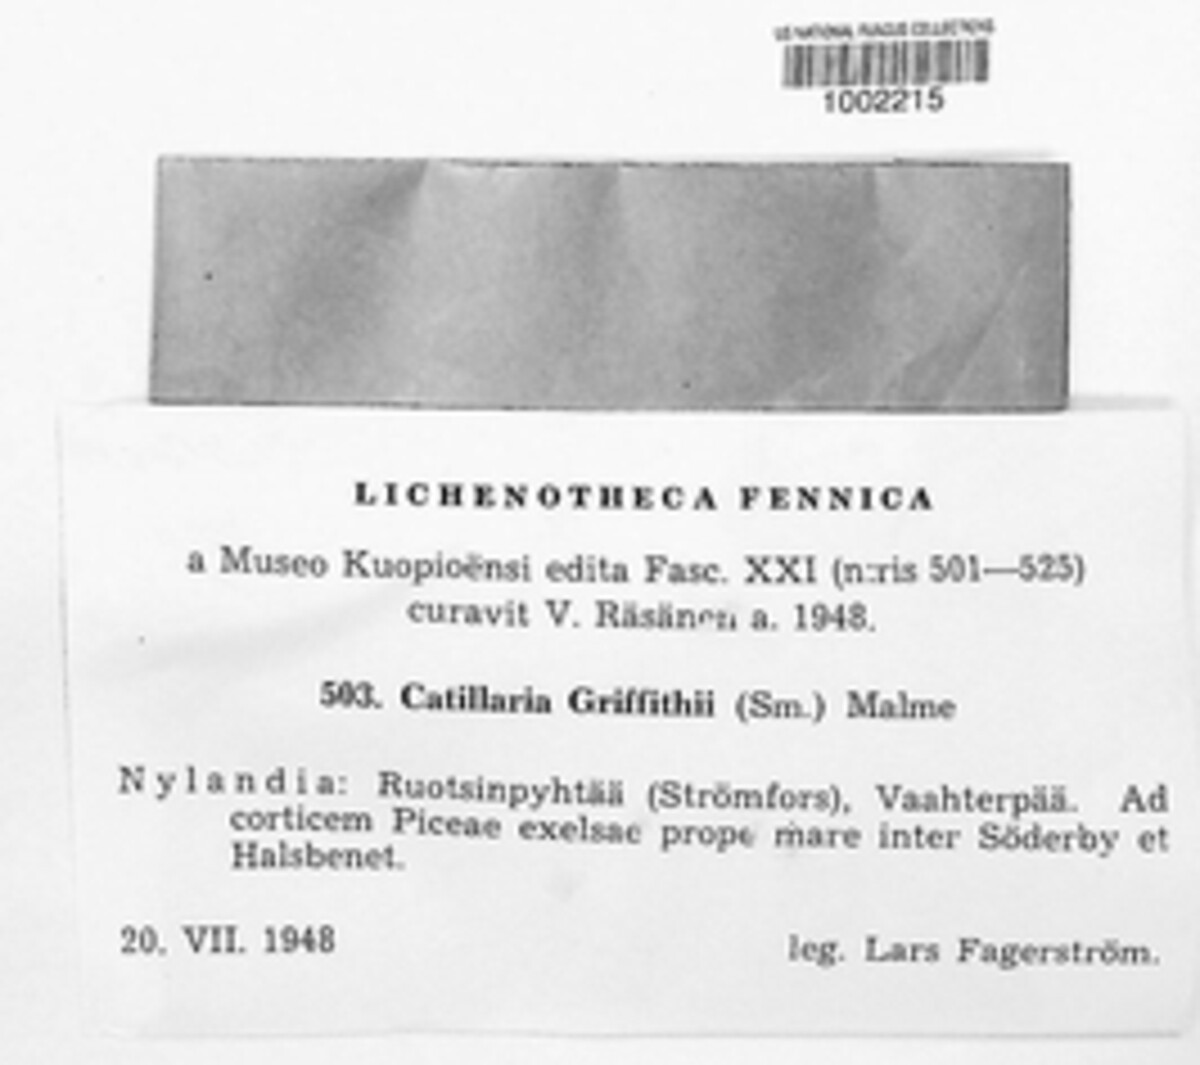 US NATIONAL FUNGUS COLLECTIONS
1002215
LICHENOTHECA FENNICA
a Museo Kuopioënsi edita Fasc. XXI (n:ris 501—525)
curavit V. Räsänen a. 1948.
503. Catillaria Griffithii (Sm.) Malme
Nylandia: Ruotsinpyhtää (Strömfors), Vaahterpää. Ad
corticem Piceae exelsae prope mare inter Söderby et
Halsbenet.
20. VII. 1948
leg. Lars Fagerström.